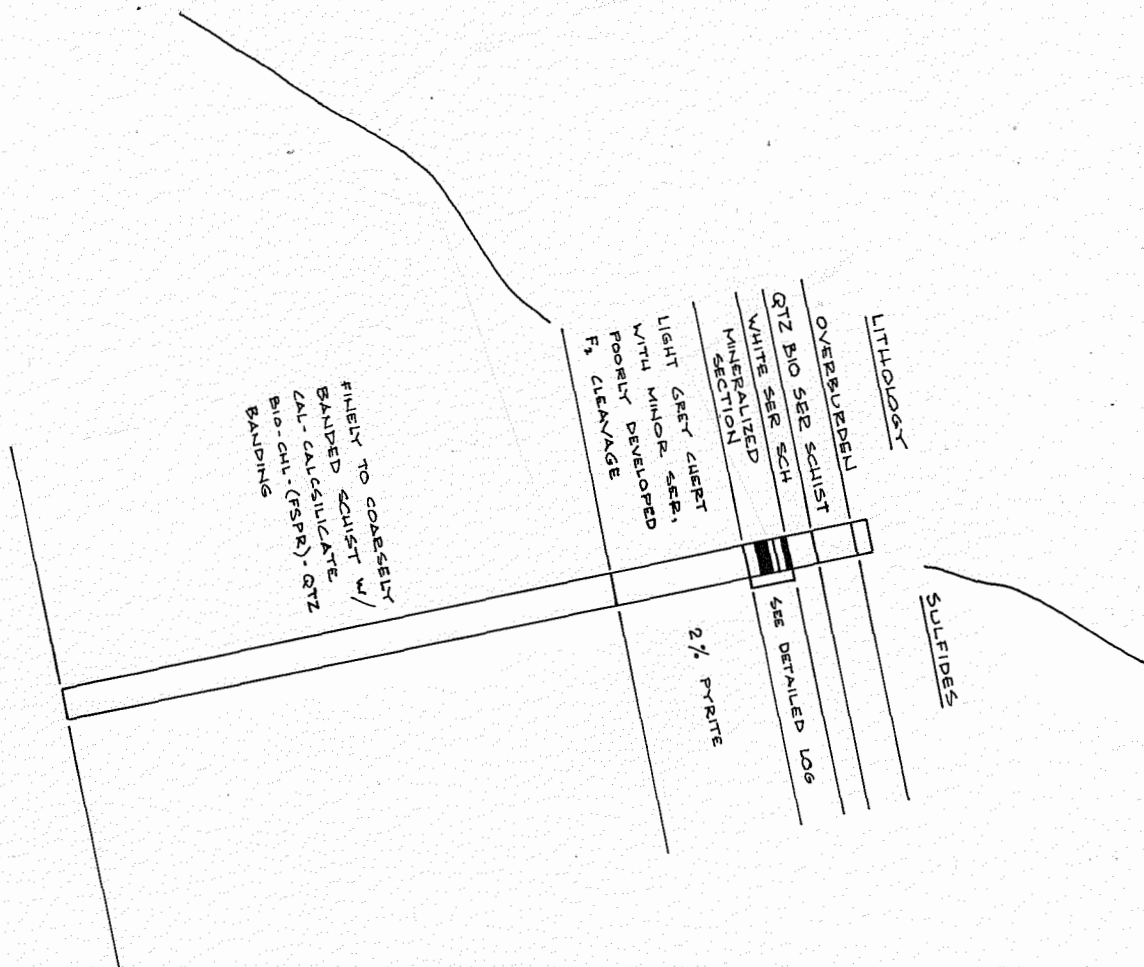 LITHOLOGY
OVERBURDEN
QTZ BIO SER SCHIST
WHITE SER SCH
MINERALIZED
SECTION
LIGHT GREY CHERT
WITH MINOR SER,
POORLY DEVELOPED
F₂ CLEAVAGE
FINELY TO COARSELY
BANDED SCHIST W/
CAL-CALCSILICATE
BIO-CHL-(FSPR)-QTZ
BANDING
SULFIDES
SEE DETAILED LOG
2% PYRITE